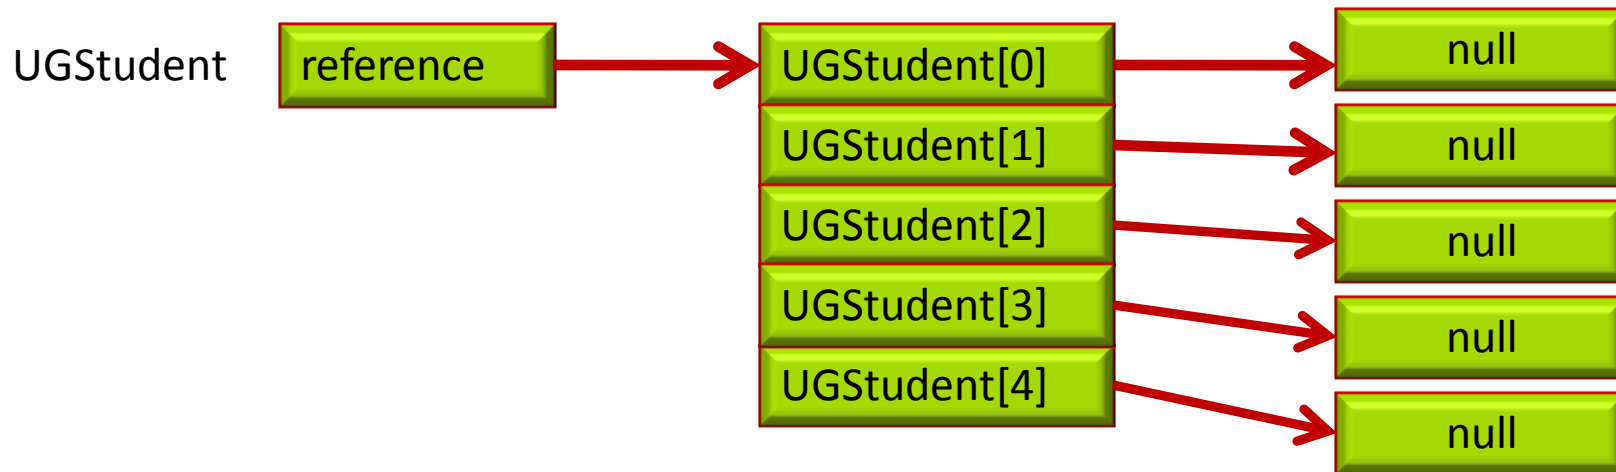 UGStudent reference UGStudent[0] null
UGStudent[1] null
UGStudent[2] null
UGStudent[3] null
UGStudent[4] null